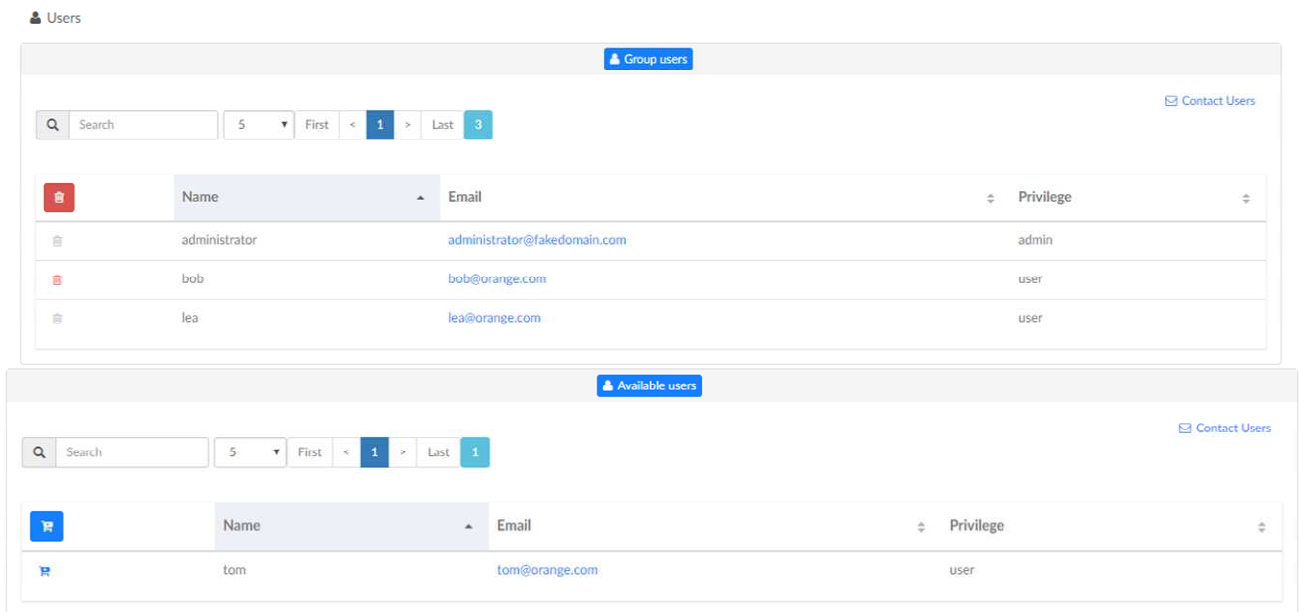 Users
Group users
Contact Users
Search 5 First < 1 > Last 3
Name Email Privilege
administrator administrator@fakedomain.com admin
bob bob@orange.com user
lea lea@orange.com user
Available users
Contact Users
Search 5 First < 1 > Last 1
Name Email Privilege
tom tom@orange.com user